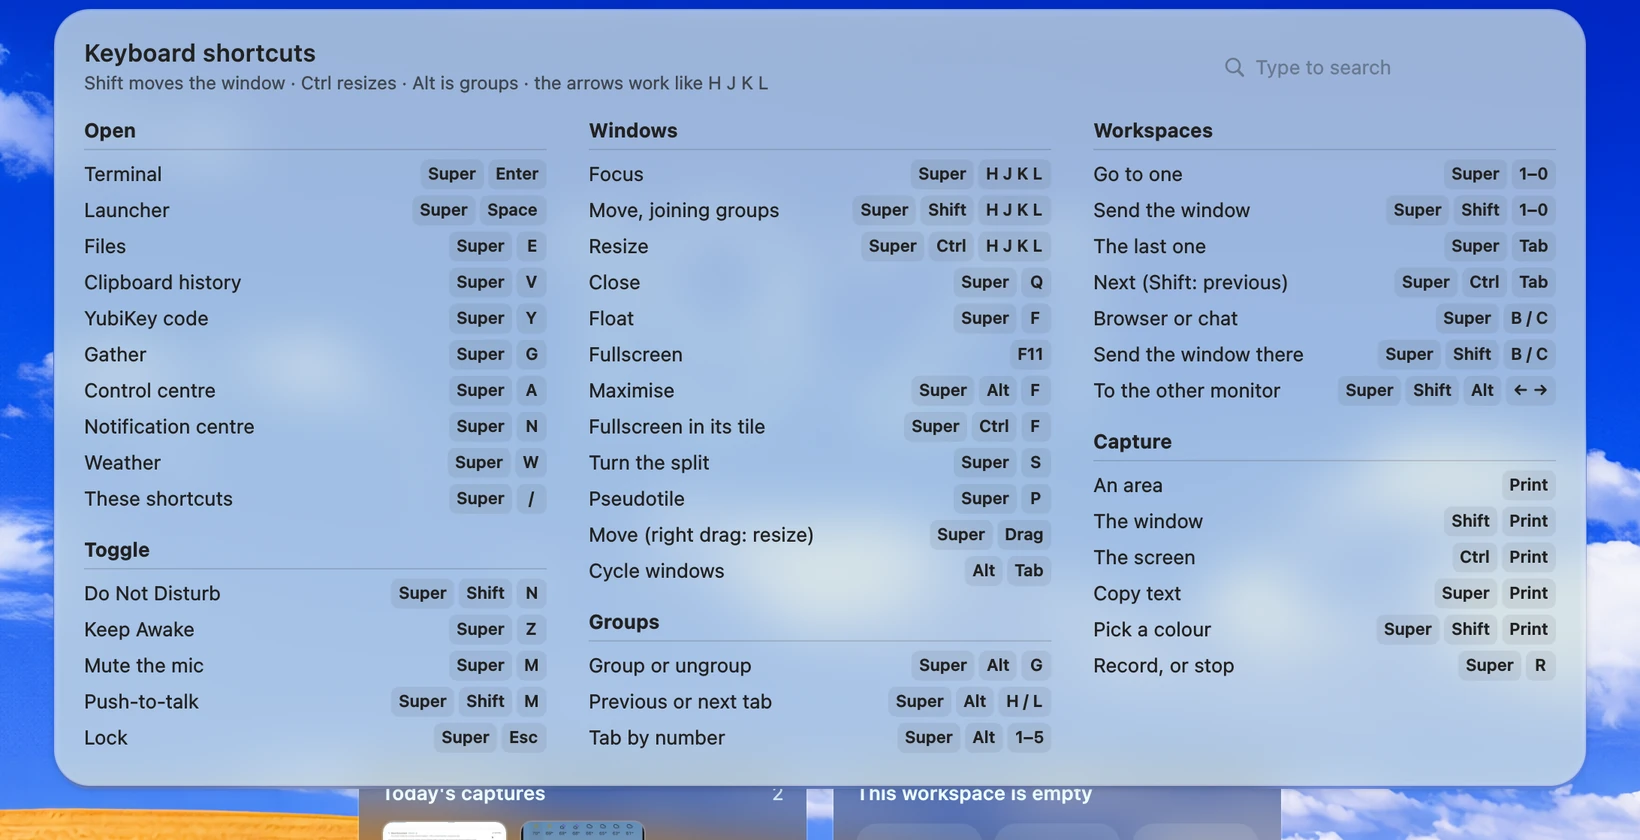 Keyboard shortcuts
Shift moves the window · Ctrl resizes · Alt is groups · the arrows work like H J K L
Type to search
Open
Terminal Super Enter
Launcher Super Space
Files Super E
Clipboard history Super V
YubiKey code Super Y
Gather Super G
Control centre Super A
Notification centre Super N
Weather Super W
These shortcuts Super /
Toggle
Do Not Disturb Super Shift N
Keep Awake Super Z
Mute the mic Super M
Push-to-talk Super Shift M
Lock Super Esc
Windows
Focus Super H J K L
Move, joining groups Super Shift H J K L
Resize Super Ctrl H J K L
Close Super Q
Float Super F
Fullscreen F11
Maximise Super Alt F
Fullscreen in its tile Super Ctrl F
Turn the split Super S
Pseudotile Super P
Move (right drag: resize) Super Drag
Cycle windows Alt Tab
Groups
Group or ungroup Super Alt G
Previous or next tab Super Alt H / L
Tab by number Super Alt 1–5
Workspaces
Go to one Super 1–0
Send the window Super Shift 1–0
The last one Super Tab
Next (Shift: previous) Super Ctrl Tab
Browser or chat Super B / C
Send the window there Super Shift B / C
To the other monitor Super Shift Alt ← →
Capture
An area Print
The window Shift Print
The screen Ctrl Print
Copy text Super Print
Pick a colour Super Shift Print
Record, or stop Super R
Today's captures 2
This workspace is empty